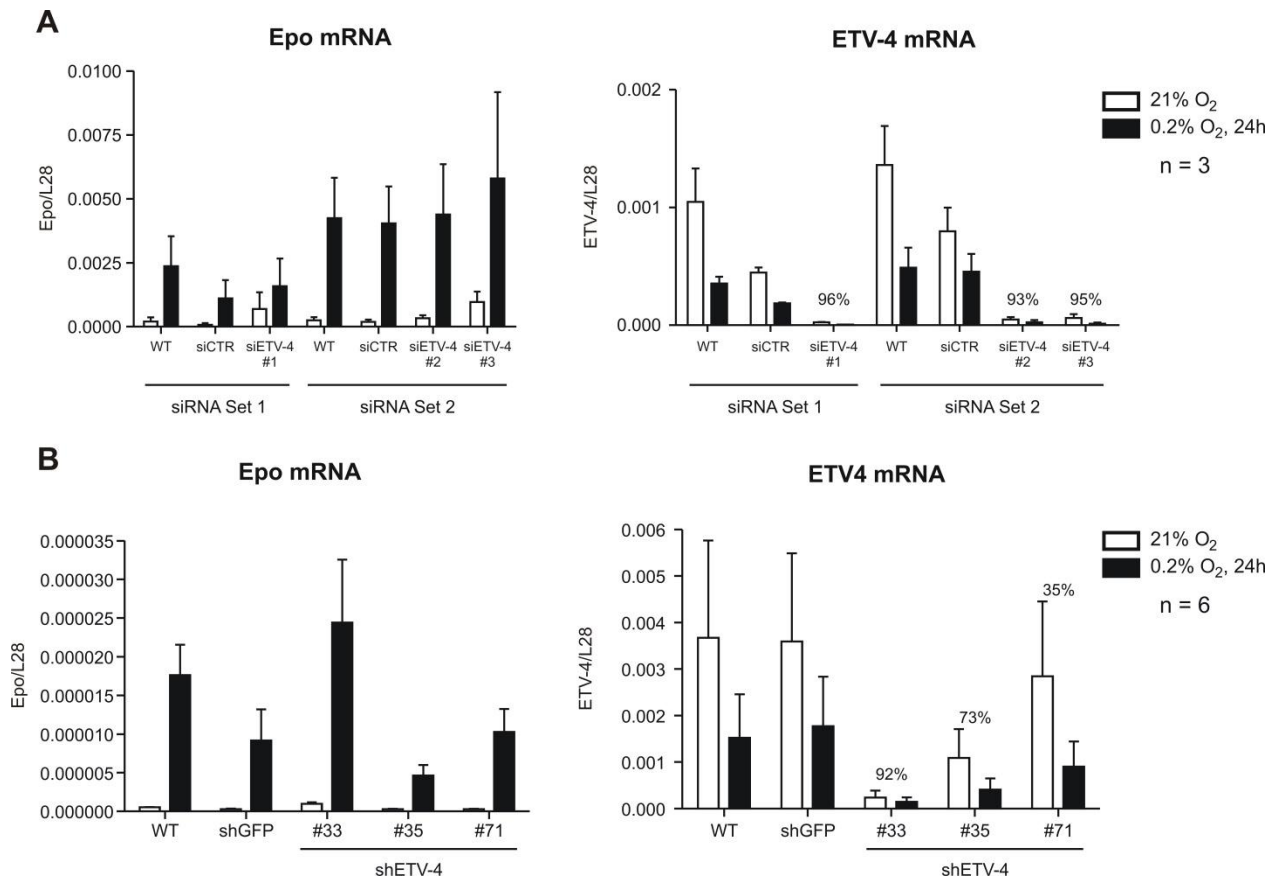 A
Epo mRNA
0.0100
0.0075
0.0050
0.0025
0.0000
Epo/L28
WT
siCTR
siETV-4
#1
WT
siCTR
siETV-4
#2
siETV-4
#3
siRNA Set 1
siRNA Set 2
ETV-4 mRNA
0.002
0.001
0.000
ETV-4/L28
96%
93%
95%
WT
siCTR
siETV-4
#1
WT
siCTR
siETV-4
#2
siETV-4
#3
siRNA Set 1
siRNA Set 2
21% O₂
0.2% O₂, 24h
n = 3
B
Epo mRNA
0.000035
0.000030
0.000025
0.000020
0.000015
0.000010
0.000005
0.000000
Epo/L28
WT
shGFP
#33
#35
#71
shETV-4
ETV4 mRNA
0.006
0.005
0.004
0.003
0.002
0.001
0.000
ETV-4/L28
92%
73%
35%
WT
shGFP
#33
#35
#71
shETV-4
21% O₂
0.2% O₂, 24h
n = 6